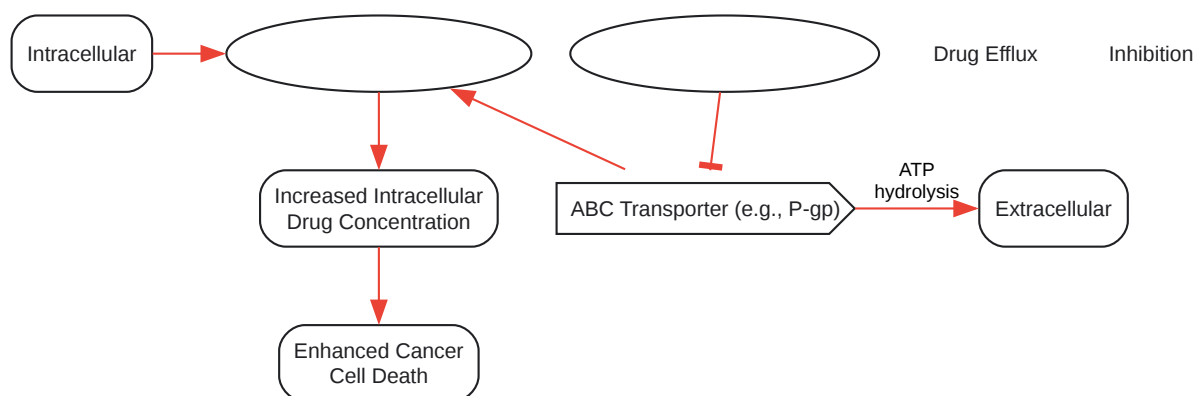 Intracellular
Drug Efflux
Inhibition
ATP
hydrolysis
Increased Intracellular
Drug Concentration
ABC Transporter (e.g., P-gp)
Extracellular
Enhanced Cancer
Cell Death